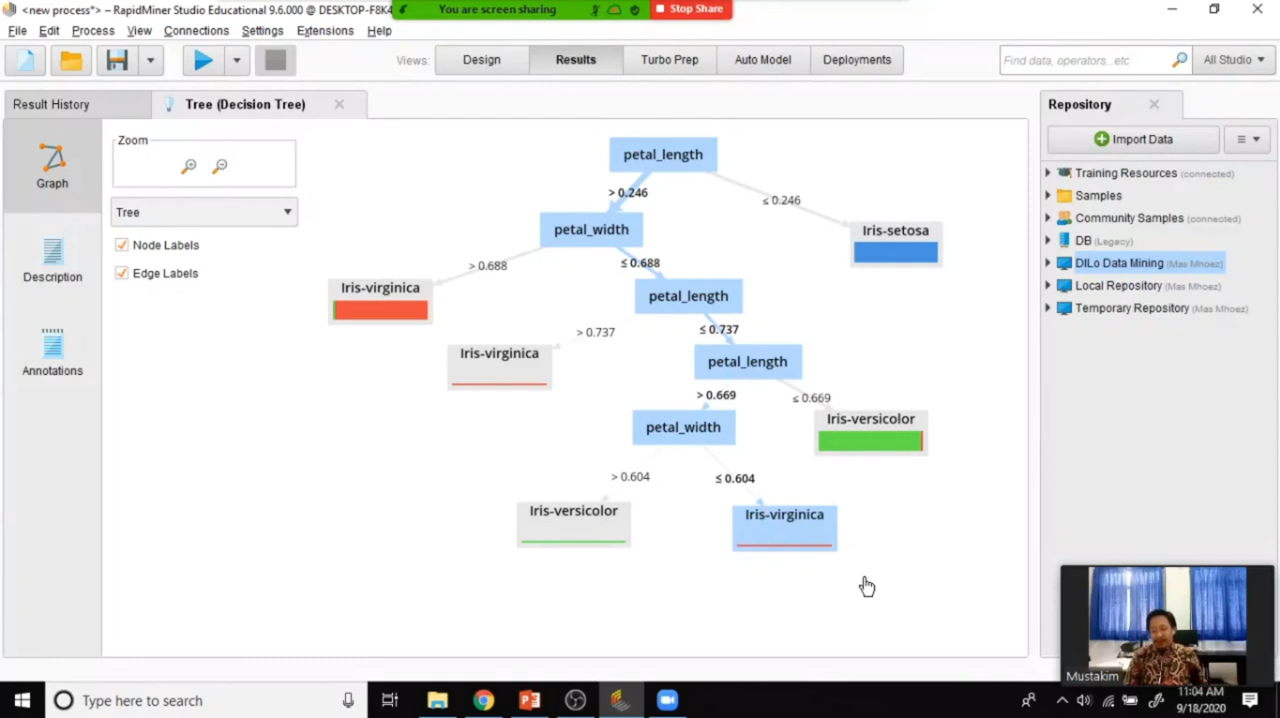 <new process*> – RapidMiner Studio Educational 9.6.000 @ DESKTOP-F8K4
You are screen sharing
Stop Share
File Edit Process View Connections Settings Extensions Help
Views: Design Results Turbo Prep Auto Model Deployments
Find data, operators...etc
All Studio
Result History
Tree (Decision Tree)
Repository
Zoom
Graph
Tree
Node Labels
Edge Labels
Description
Annotations
petal_length
> 0.246
≤ 0.246
petal_width
Iris-setosa
> 0.688
≤ 0.688
Iris-virginica
petal_length
> 0.737
≤ 0.737
Iris-virginica
petal_length
> 0.669
≤ 0.669
petal_width
Iris-versicolor
> 0.604
≤ 0.604
Iris-versicolor
Iris-virginica
Import Data
Training Resources (connected)
Samples
Community Samples (connected)
DB (Legacy)
DILo Data Mining (Mas Mhoez)
Local Repository (Mas Mhoez)
Temporary Repository (Mas Mhoez)
Mustakim
Type here to search
11:04 AM
9/18/2020